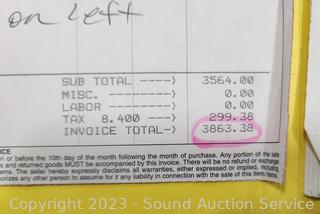 on Left
SUB TOTAL ----> 3564.00
MISC. ----> 0.00
LABOR ----> 0.00
TAX 8.400 ---> 299.38
INVOICE TOTAL-> 3863.38
ICE
on or before the 10th day of the month following the month of purchase. Any portion of the sale
s and returned goods MUST be accompanied by this invoice. There will be no refund or exchange
ems. The seller hereby expressly disclaims all warranties, either expressed or implied, including
orizes any other person to assume for it any liability in connection with the sale of this item/items.
Copyright 2023 - Sound Auction Service